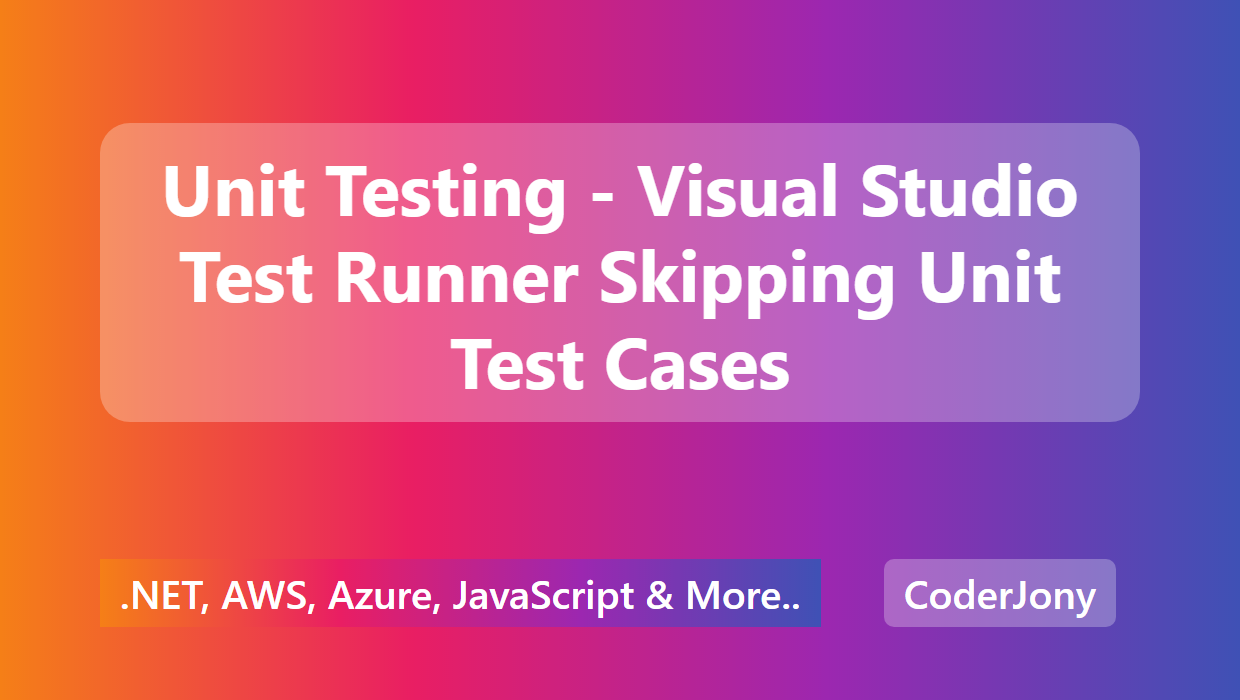 Unit Testing - Visual Studio
Test Runner Skipping Unit
Test Cases
.NET, AWS, Azure, JavaScript & More..
CoderJony